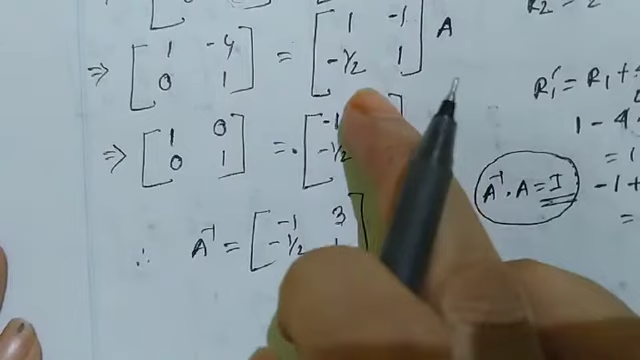 ⇒ [ 1 -4 ; 0 1 ] = [ 1 -1 ; -1/2 1 ] A
⇒ [ 1 0 ; 0 1 ] = [ -1 ; -1/2
∴ A⁻¹ = [ -1 3 ; -1/2 1 ]
R₁' = R₁ +
1 - 4
= 1
A⁻¹ . A = I
-1 +
=